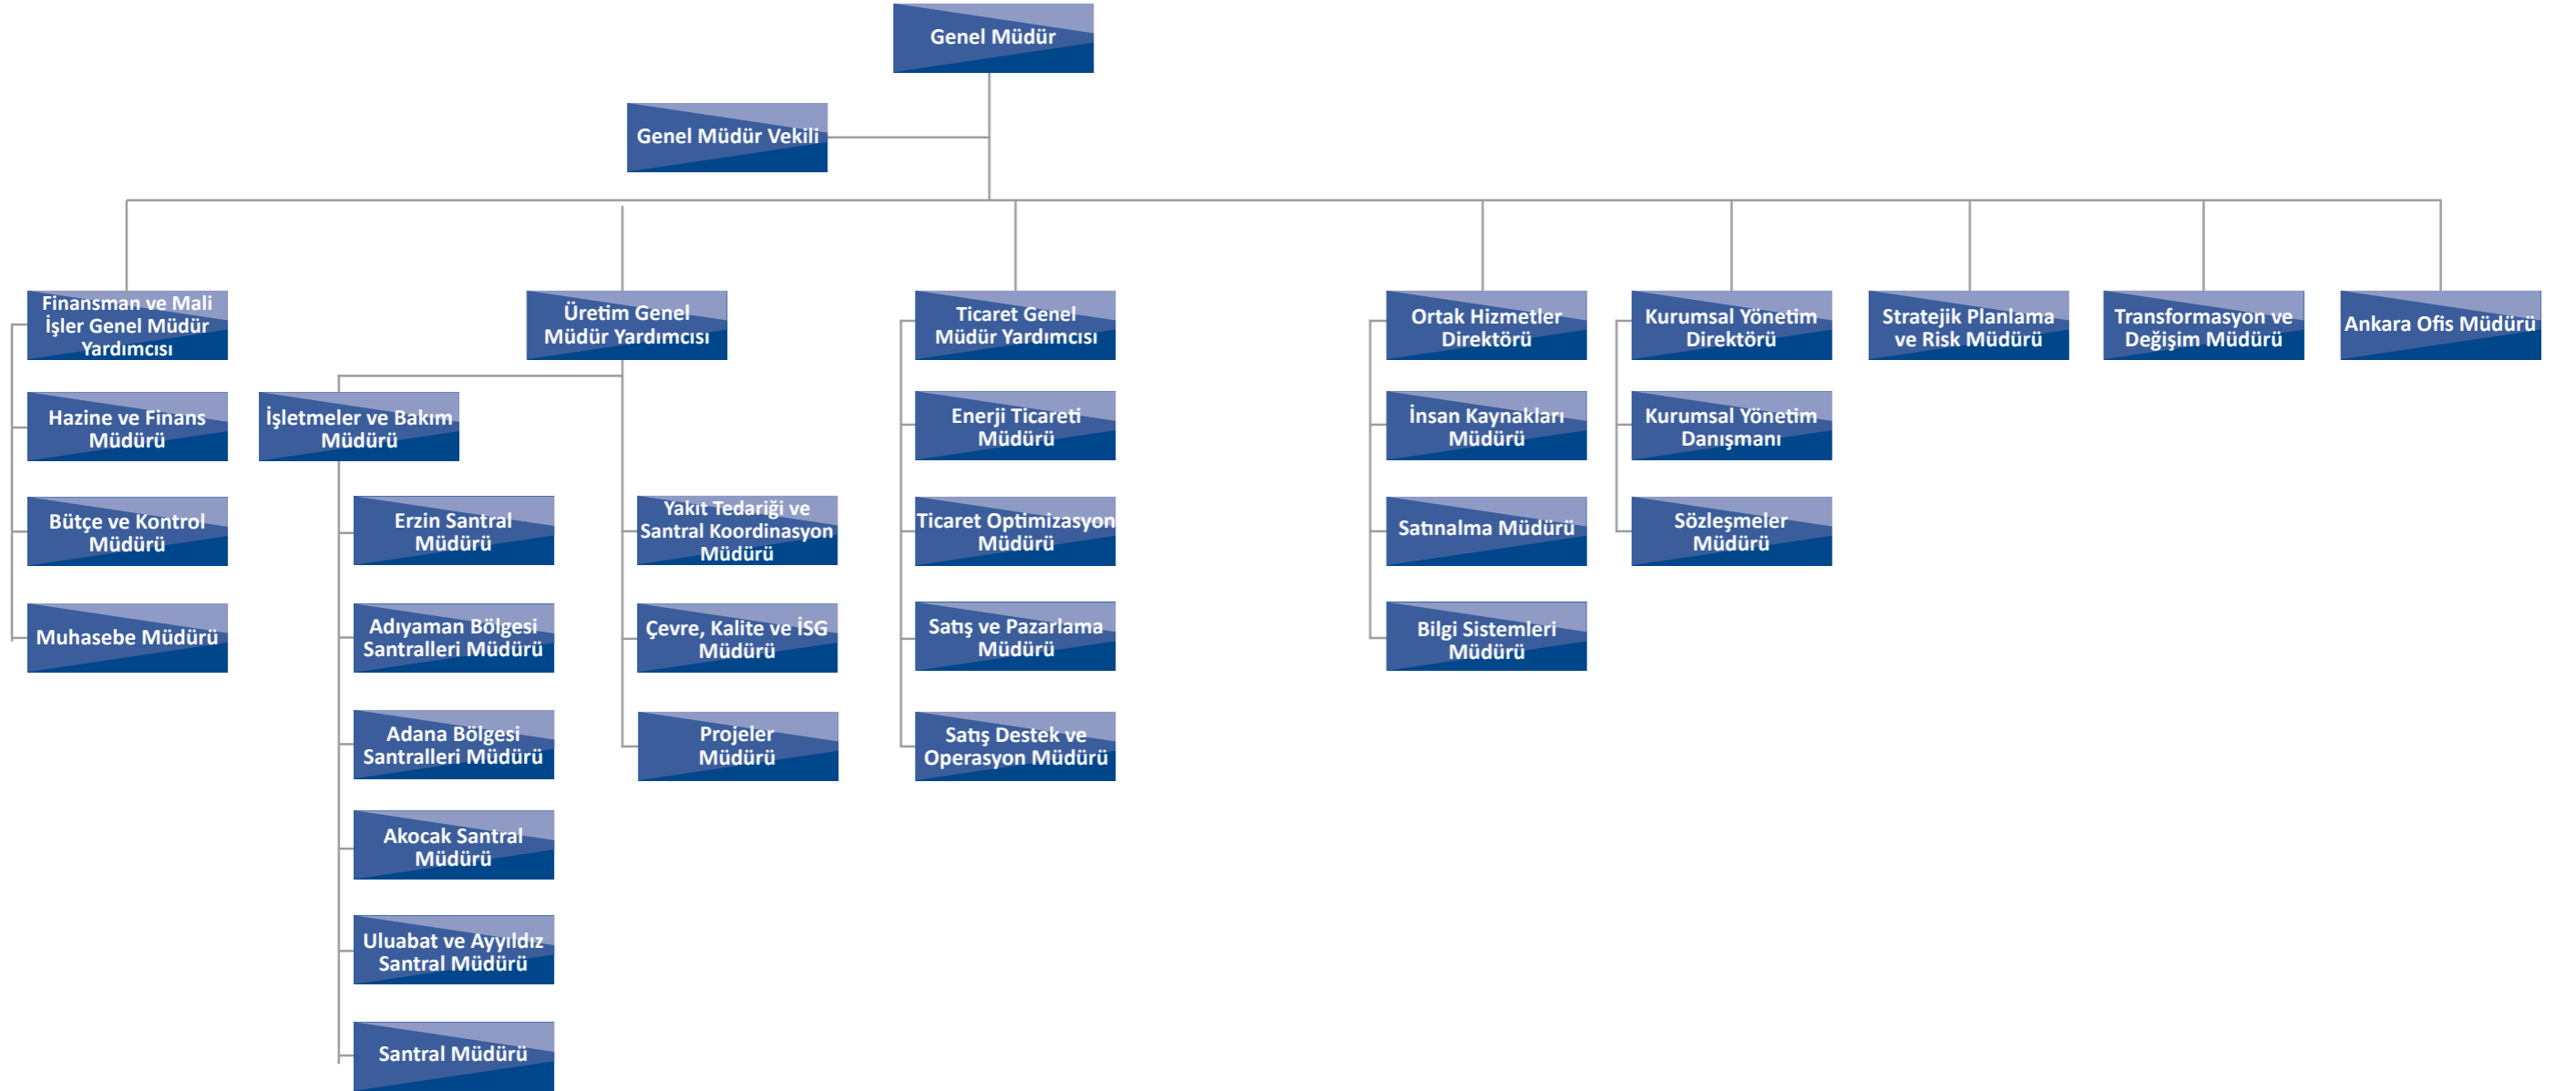 Genel Müdür
Genel Müdür Vekili
Finansman ve Mali
İşler Genel Müdür
Yardımcısı
Hazine ve Finans
Müdürü
Bütçe ve Kontrol
Müdürü
Muhasebe Müdürü
Üretim Genel
Müdür Yardımcısı
İşletmeler ve Bakım
Müdürü
Erzin Santral
Müdürü
Adıyaman Bölgesi
Santralleri Müdürü
Adana Bölgesi
Santralleri Müdürü
Akocak Santral
Müdürü
Uluabat ve Ayyıldız
Santral Müdürü
Santral Müdürü
Yakıt Tedariği ve
Santral Koordinasyon
Müdürü
Çevre, Kalite ve İSG
Müdürü
Projeler
Müdürü
Ticaret Genel
Müdür Yardımcısı
Enerji Ticareti
Müdürü
Ticaret Optimizasyon
Müdürü
Satış ve Pazarlama
Müdürü
Satış Destek ve
Operasyon Müdürü
Ortak Hizmetler
Direktörü
İnsan Kaynakları
Müdürü
Satınalma Müdürü
Bilgi Sistemleri
Müdürü
Kurumsal Yönetim
Direktörü
Kurumsal Yönetim
Danışmanı
Sözleşmeler
Müdürü
Stratejik Planlama
ve Risk Müdürü
Transformasyon ve
Değişim Müdürü
Ankara Ofis Müdürü